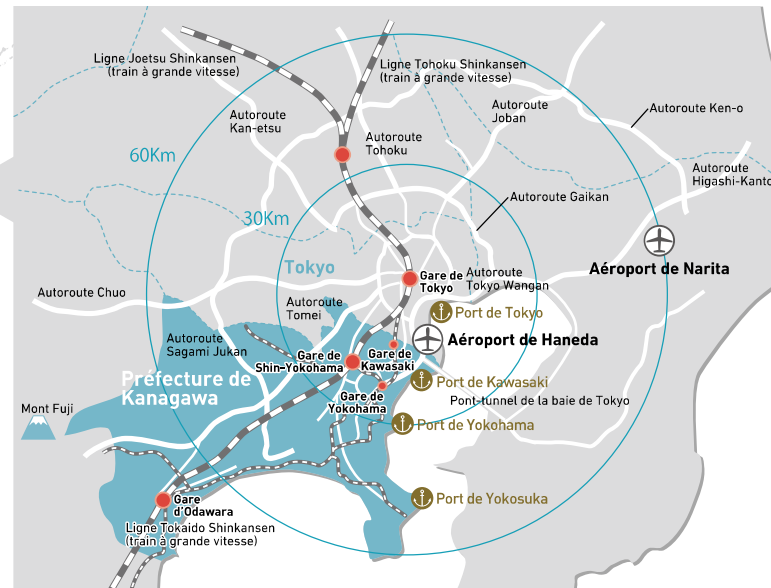 Ligne Joetsu Shinkansen
(train à grande vitesse)
Ligne Tohoku Shinkansen
(train à grande vitesse)
Autoroute
Kan-etsu
Autoroute
Joban
Autoroute Ken-o
Autoroute
Tohoku
60Km
Autoroute
Higashi-Kanto
Autoroute Gaikan
30Km
Aéroport de Narita
Tokyo
Gare de
Tokyo
Autoroute
Tokyo Wangan
Autoroute Chuo
Autoroute
Tomei
Port de Tokyo
Autoroute
Sagami Jukan
Aéroport de Haneda
Gare de
Shin-Yokohama
Gare de
Kawasaki
Préfecture de
Kanagawa
Port de Kawasaki
Gare de
Yokohama
Pont-tunnel de la baie de Tokyo
Mont Fuji
Port de Yokohama
Gare
d'Odawara
Port de Yokosuka
Ligne Tokaido Shinkansen
(train à grande vitesse)